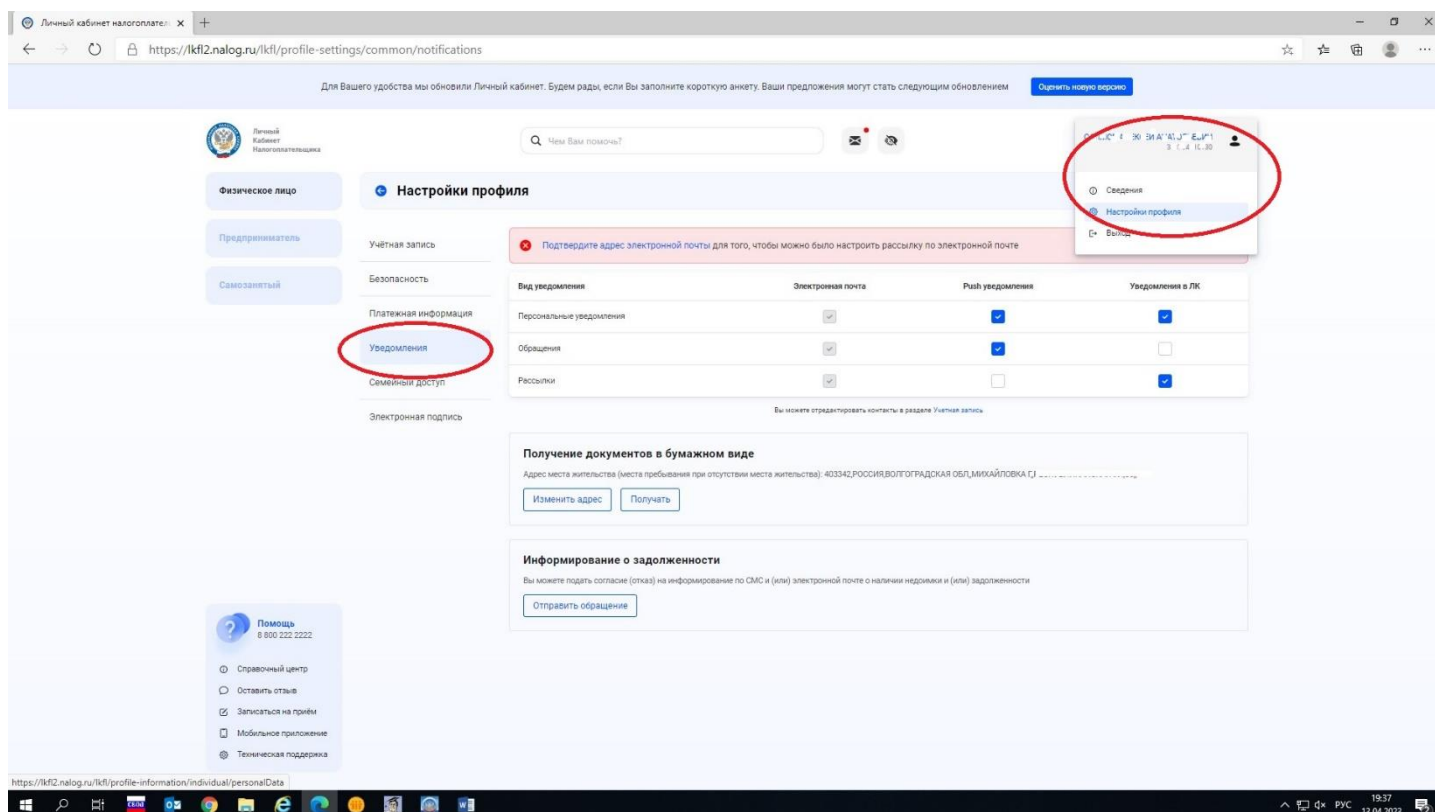 Личный кабинет налогоплател
https://lkfl2.nalog.ru/lkfl/profile-settings/common/notifications
Для Вашего удобства мы обновили Личный кабинет. Будем рады, если Вы заполните короткую анкету. Ваши предложения могут стать следующим обновлением
Оценить новую версию
Личный
Кабинет
Налогоплательщика
Чем Вам помочь?
Сведения
Настройки профиля
Выход
Физическое лицо
Предприниматель
Самозанятый
Настройки профиля
Учётная запись
Безопасность
Платежная информация
Уведомления
Семейный доступ
Электронная подпись
Подтвердите адрес электронной почты для того, чтобы можно было настроить рассылку по электронной почте
Вид уведомления Электронная почта Push уведомления Уведомления в ЛК
Персональные уведомления
Обращения
Рассылки
Вы можете отредактировать контакты в разделе Учетная запись
Получение документов в бумажном виде
Адрес места жительства (места пребывания при отсутствии места жительства): 403342,РОССИЯ,ВОЛГОГРАДСКАЯ ОБЛ,,МИХАЙЛОВКА Г,
Изменить адрес Получать
Информирование о задолженности
Вы можете подать согласие (отказ) на информирование по СМС и (или) электронной почте о наличии недоимки и (или) задолженности
Отправить обращение
Помощь
8 800 222 2222
Справочный центр
Оставить отзыв
Записаться на приём
Мобильное приложение
Техническая поддержка
https://lkfl2.nalog.ru/lkfl/profile-information/individual/personalData
РУС
19:37
13.04.2023